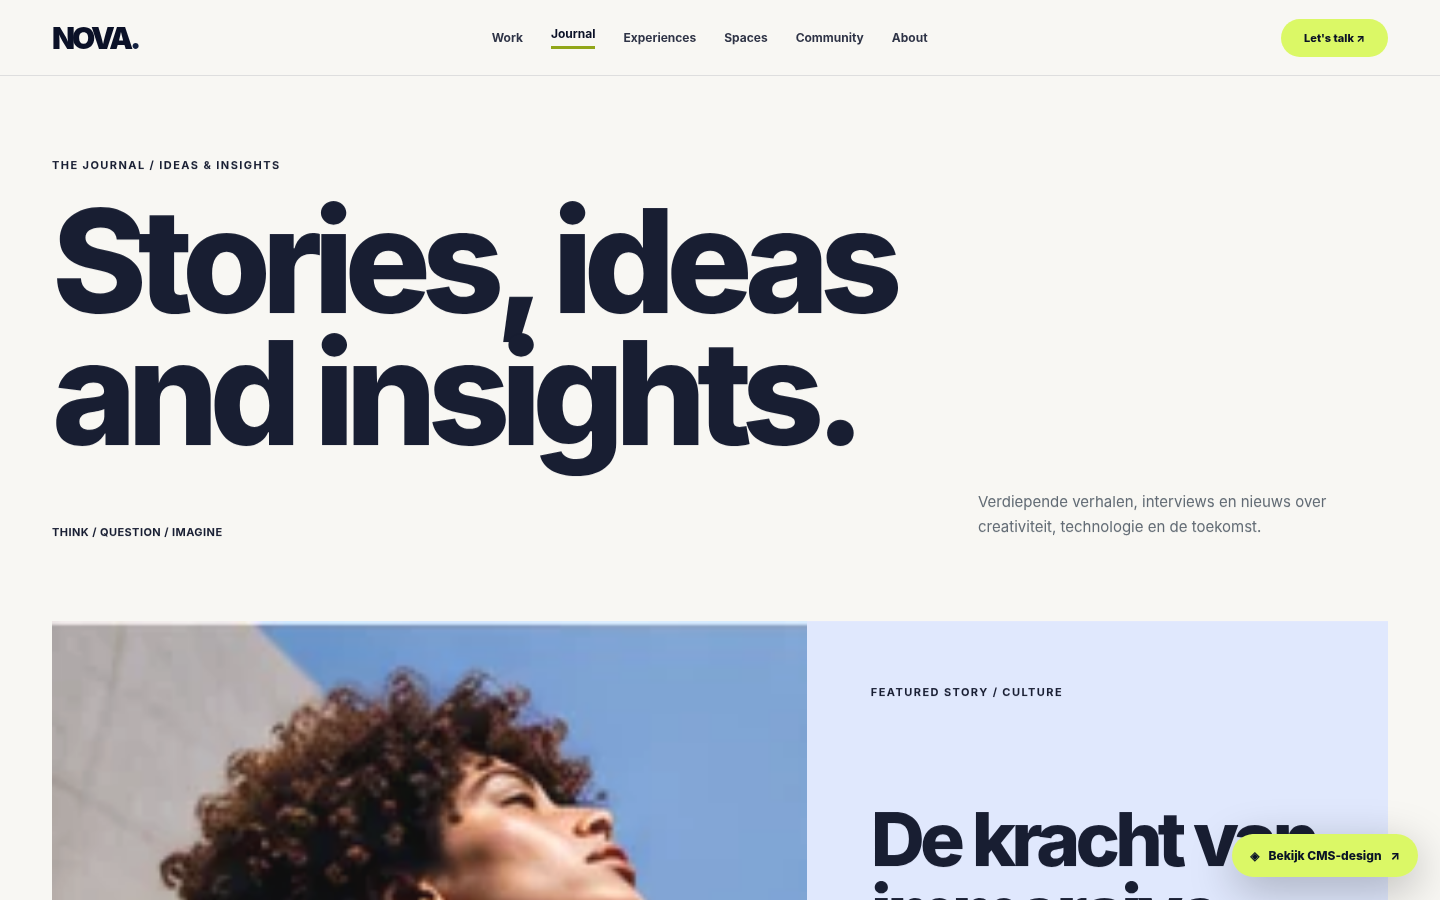 NOVA.
Work
Journal
Experiences
Spaces
Community
About
Let's talk ↗
THE JOURNAL / IDEAS & INSIGHTS
Stories, ideas
and insights.
Verdiepende verhalen, interviews en nieuws over
creativiteit, technologie en de toekomst.
THINK / QUESTION / IMAGINE
FEATURED STORY / CULTURE
De kracht van
◈ Bekijk CMS-design ↗